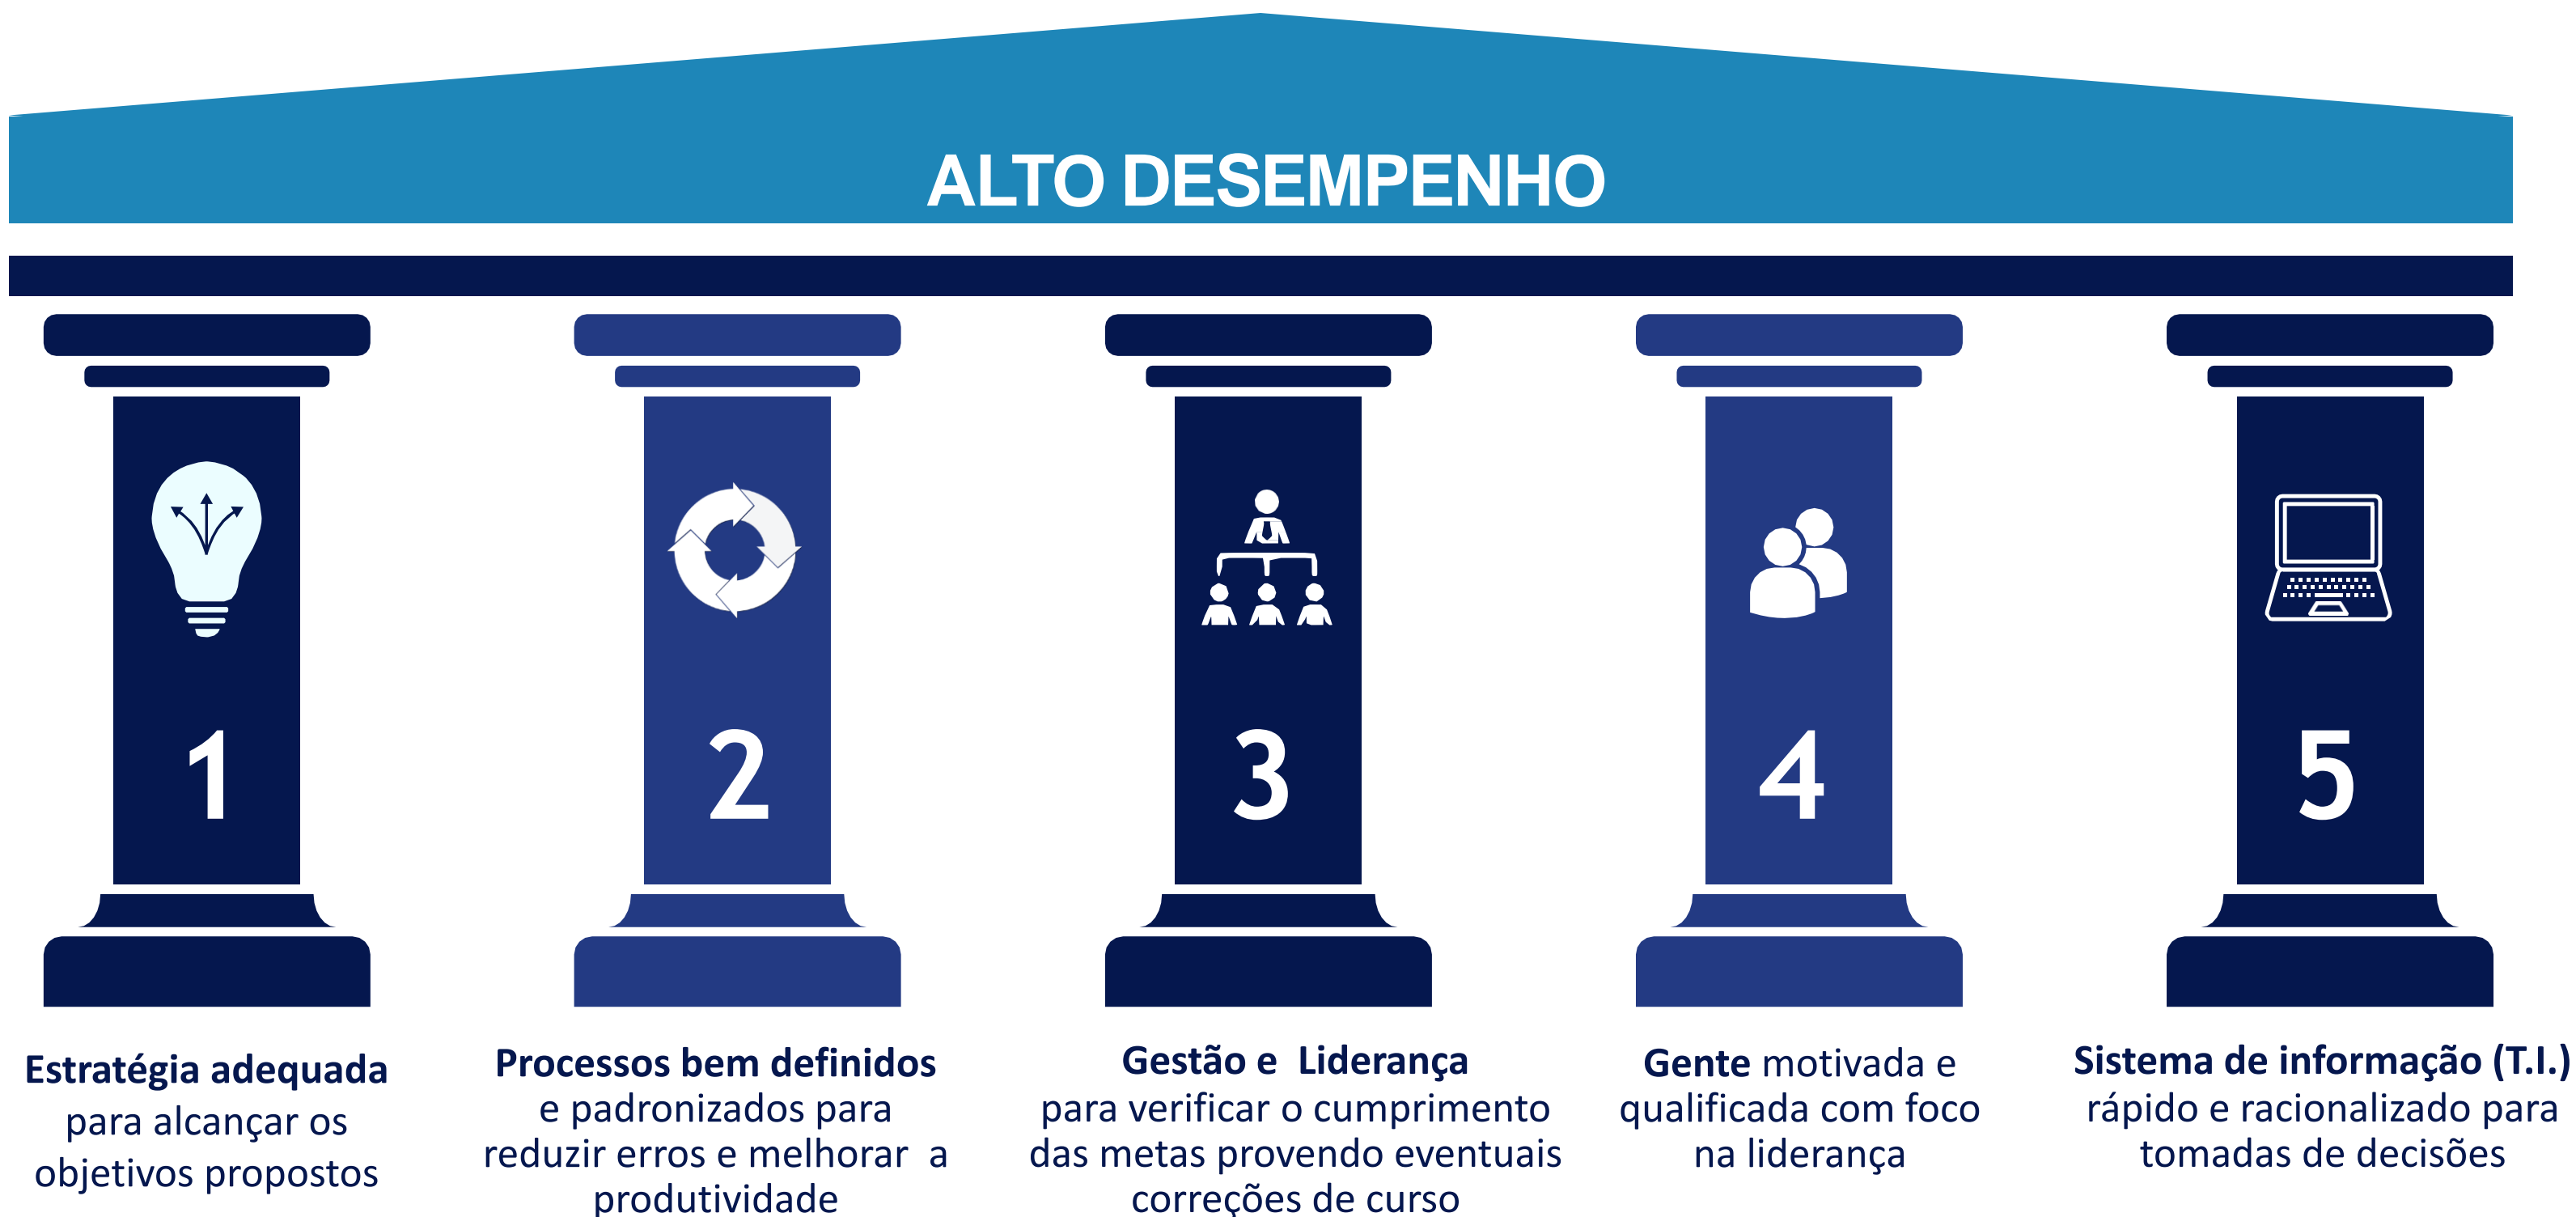 ALTO DESEMPENHO
1
2
3
4
5
Estratégia adequada
para alcançar os
objetivos propostos
Processos bem definidos
e padronizados para
reduzir erros e melhorar a
produtividade
Gestão e Liderança
para verificar o cumprimento
das metas provendo eventuais
correções de curso
Gente motivada e
qualificada com foco
na liderança
Sistema de informação (T.I.)
rápido e racionalizado para
tomadas de decisões